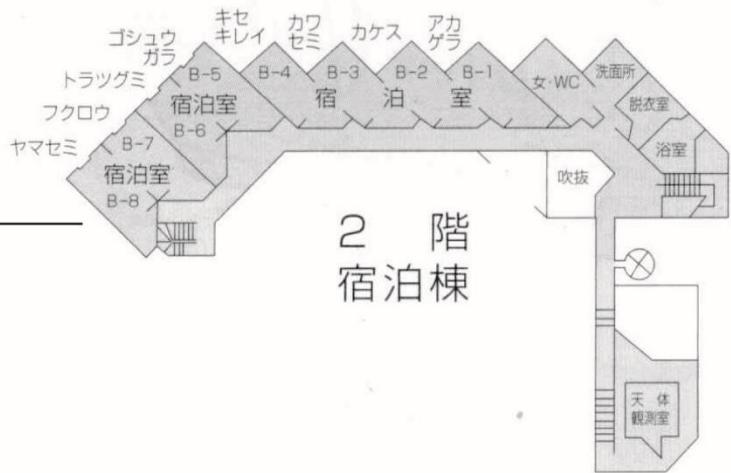 キセ
キレイ
カワ
セミ
カケス
アカ
ゲラ
ゴシュウ
ガラ
トラツグミ
フクロウ
ヤマセミ
B-5
B-4
B-3
B-2
B-1
女・WC
洗面所
宿泊室
宿泊室
脱衣室
B-6
B-7
宿泊室
B-8
浴室
吹抜
2 階
宿泊棟
天 体
観測室